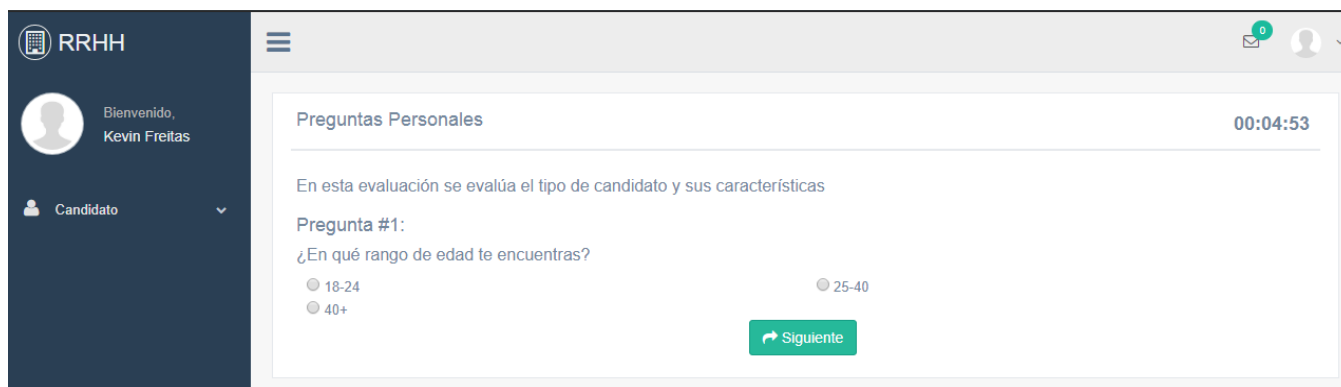 RRHH
0
Bienvenido,
Kevin Freitas
Candidato
Preguntas Personales
00:04:53
En esta evaluación se evalúa el tipo de candidato y sus características
Pregunta #1:
¿En qué rango de edad te encuentras?
18-24
25-40
40+
Siguiente